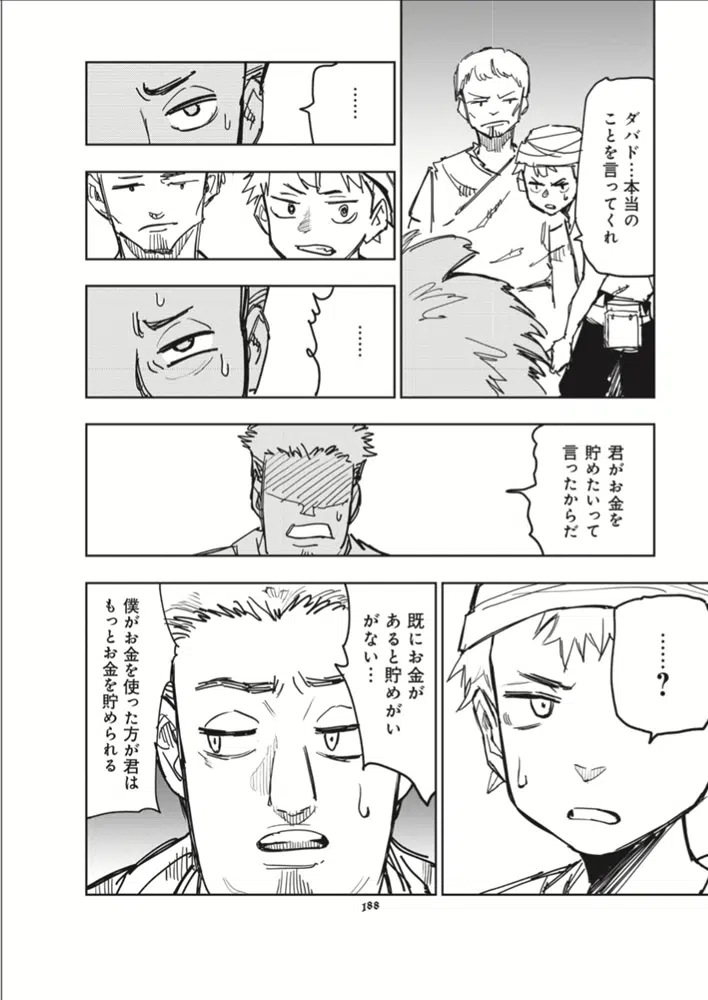 ダバド…本当の
ことを言ってくれ
……
……
君がお金を
貯めたいって
言ったからだ
……?
既にお金が
あると貯めがい
がない…
僕がお金を使った方が君は
もっとお金を貯められる
188